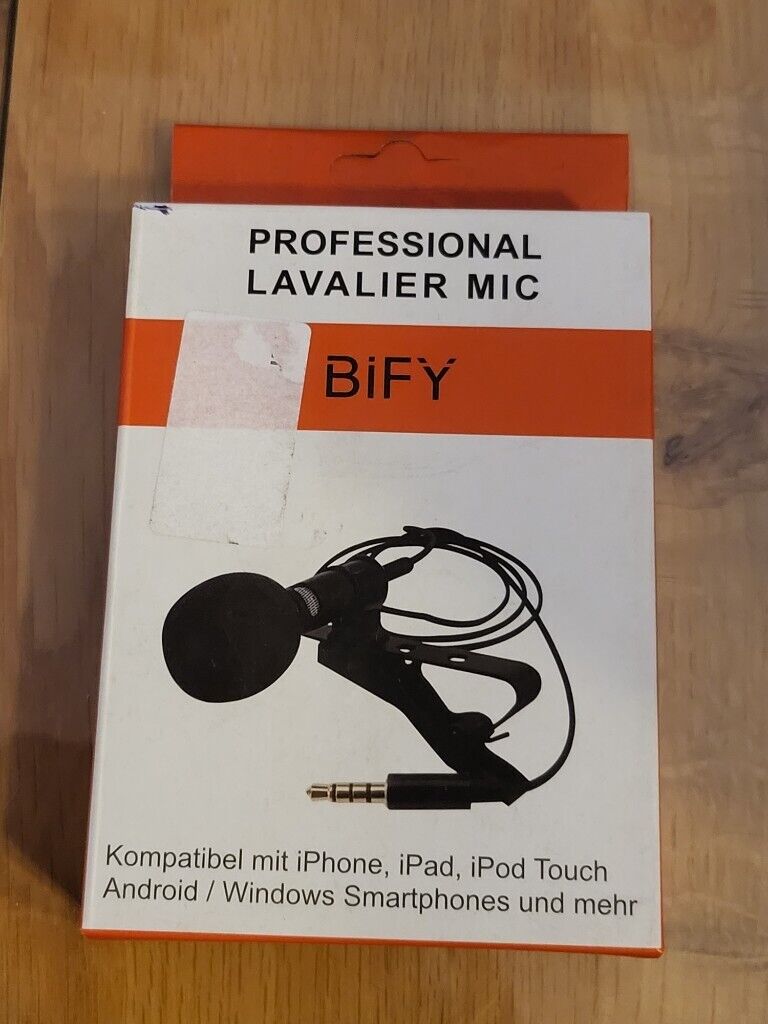 PROFESSIONAL
LAVALIER MIC
BiFY
Kompatibel mit iPhone, iPad, iPod Touch
Android / Windows Smartphones und mehr